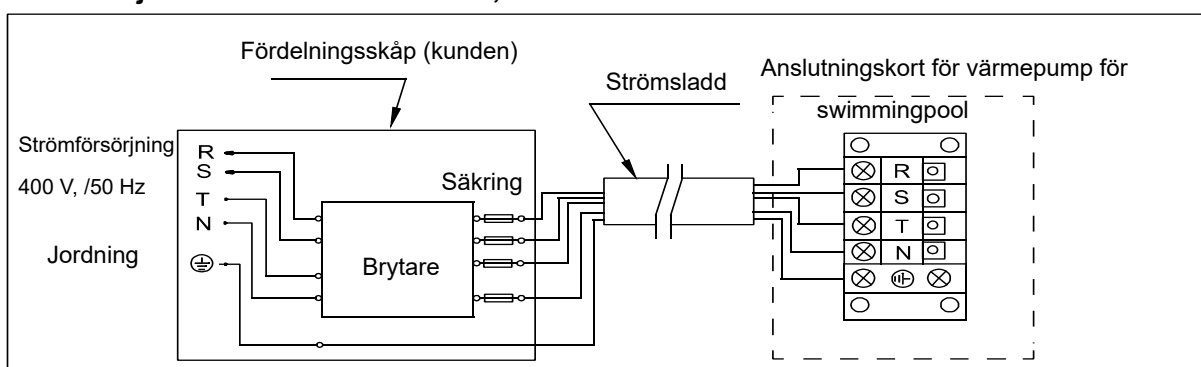 Fördelningsskåp (kunden)
Strömsladd
Anslutningskort för värmepump för
swimmingpool
Strömförsörjning
400 V, /50 Hz
Jordning
R
S
T
N
Säkring
Brytare
R
S
T
N